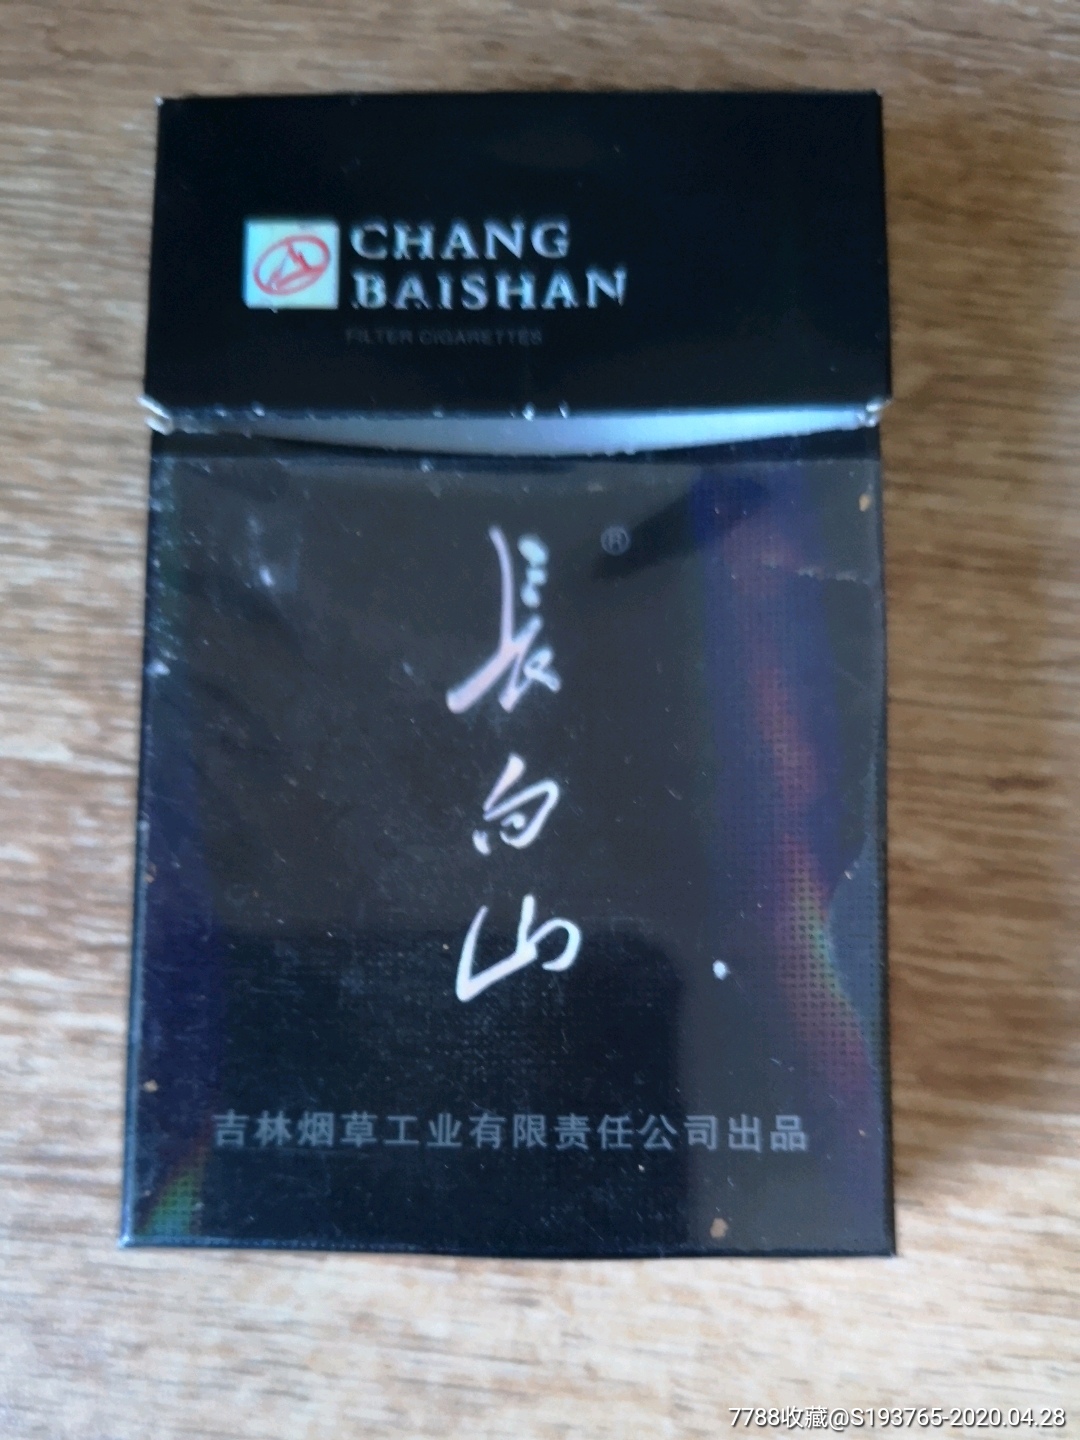 CHANG
BAISHAN
FILTER CIGARETTES
®
長
白
山
吉林烟草工业有限责任公司出品
7788收藏@S193765-2020.04.28